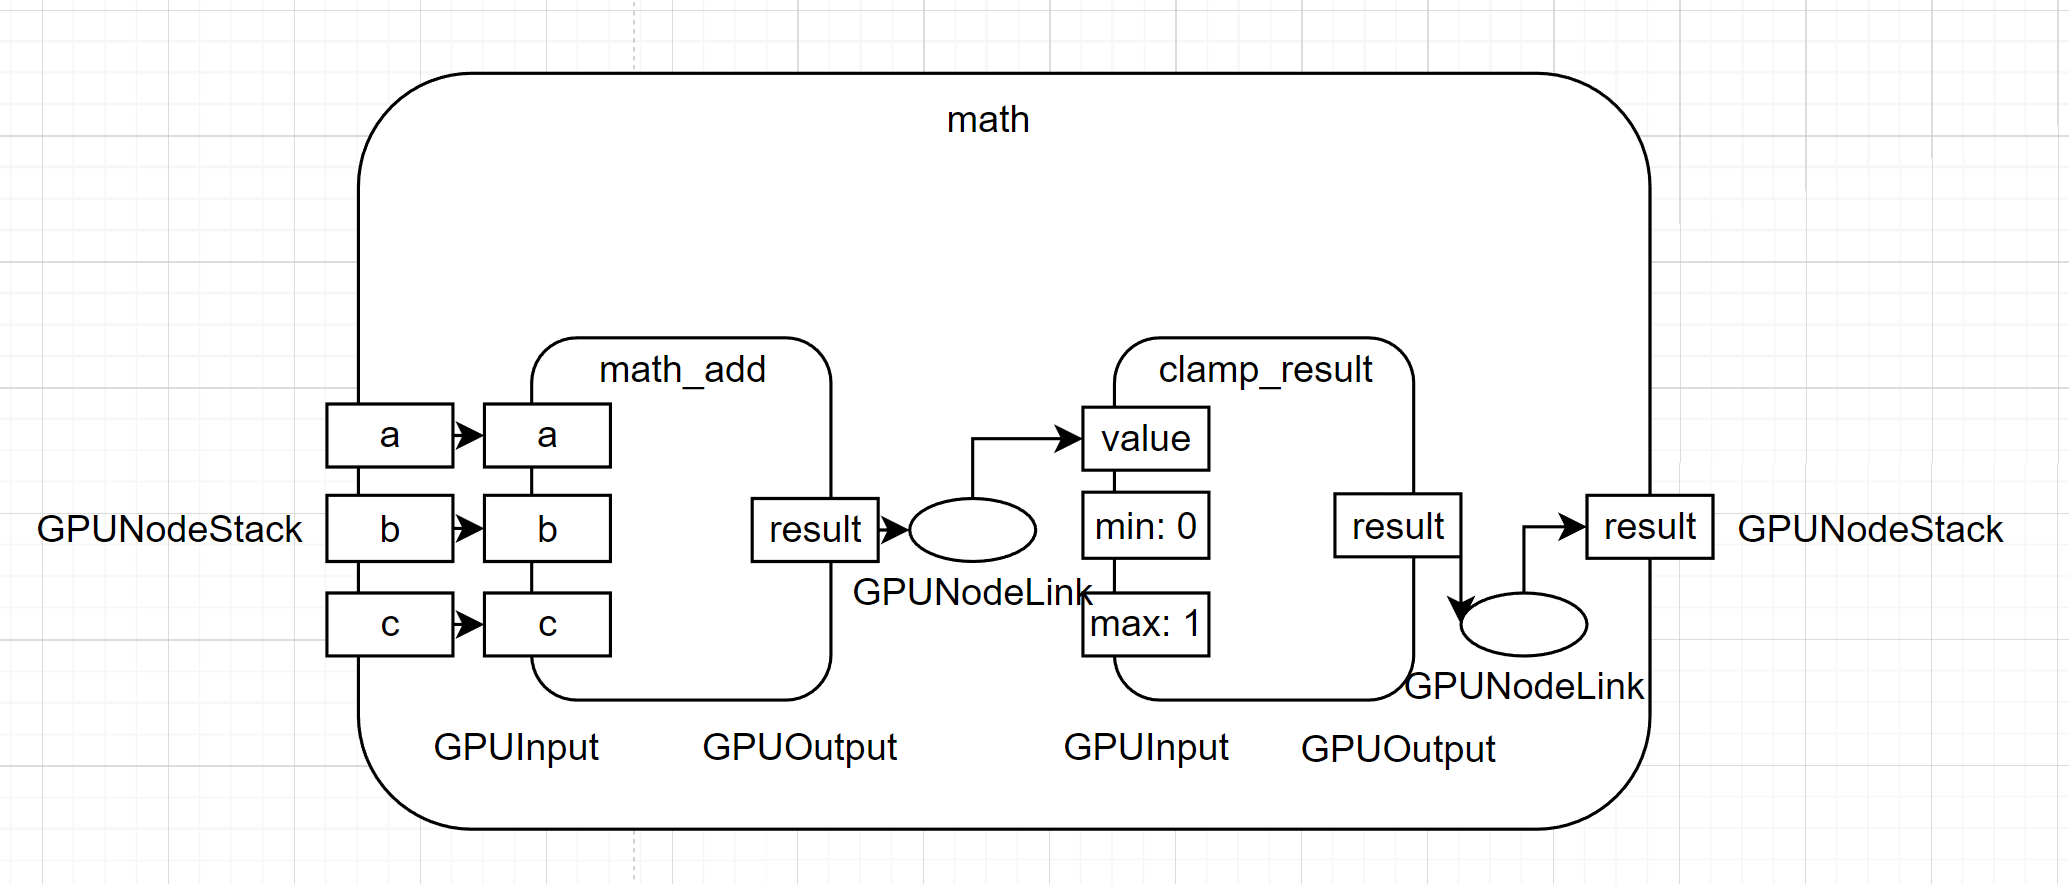 math
math_add
clamp_result
a
a
value
GPUNodeStack
b
b
result
min: 0
result
result
GPUNodeStack
GPUNodeLink
c
c
max: 1
GPUNodeLink
GPUInput
GPUOutput
GPUInput
GPUOutput